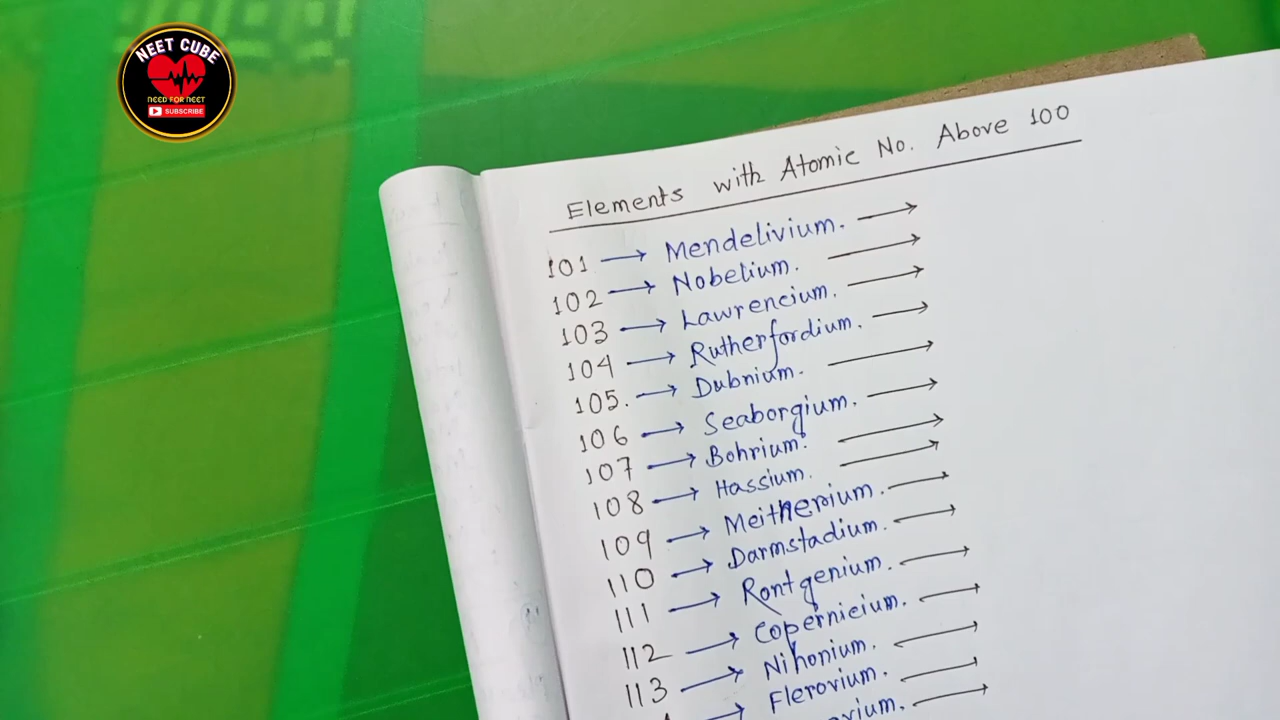 NEET CUBE
NEED FOR NEET
SUBSCRIBE
Elements with Atomic No. Above 100
101 → Mendelivium. →
102 → Nobelium. →
103 → Lawrencium. →
104 → Rutherfordium. →
105. → Dubnium. →
106 → Seaborgium. →
107 → Bohrium. →
108 → Hassium. →
109 → Meitherium. →
110 → Darmstadium. →
111 → Rontgenium. →
112 → Copernicium. →
113 → Nihonium. →
→ Flerovium. →